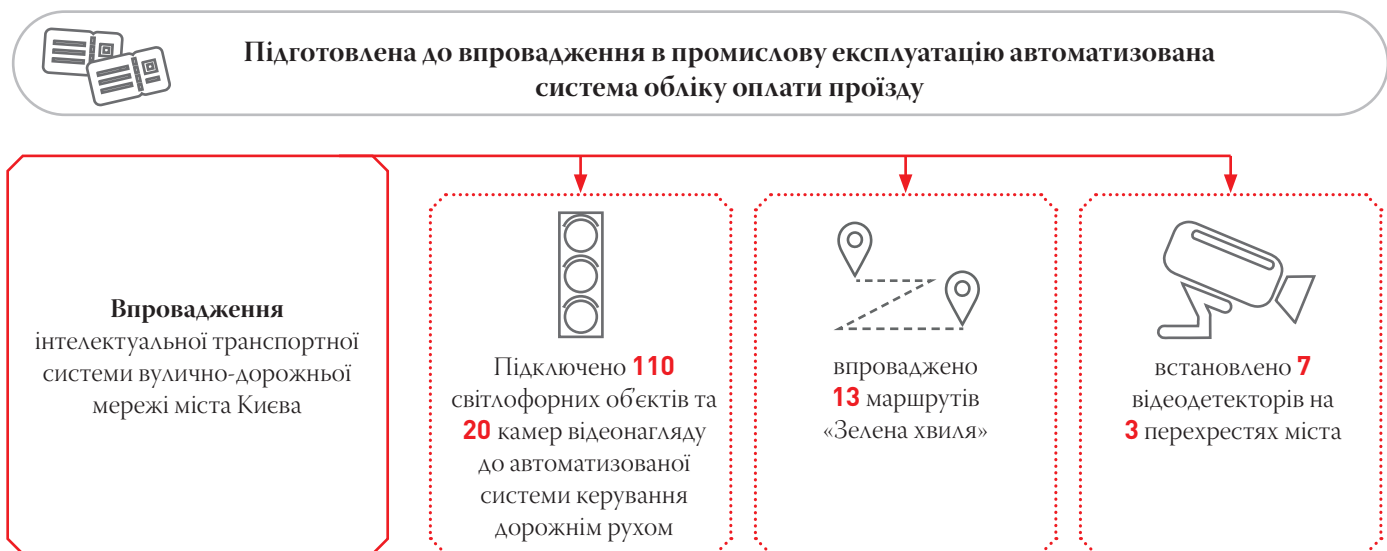 Підготовлена до впровадження в промислову експлуатацію автоматизована
система обліку оплати проїзду
Впровадження
інтелектуальної транспортної
системи вулично-дорожньої
мережі міста Києва
Підключено 110
світлофорних об'єктів та
20 камер відеонагляду
до автоматизованої
системи керування
дорожнім рухом
впроваджено
13 маршрутів
«Зелена хвиля»
встановлено 7
відеодетекторів на
3 перехрестях міста